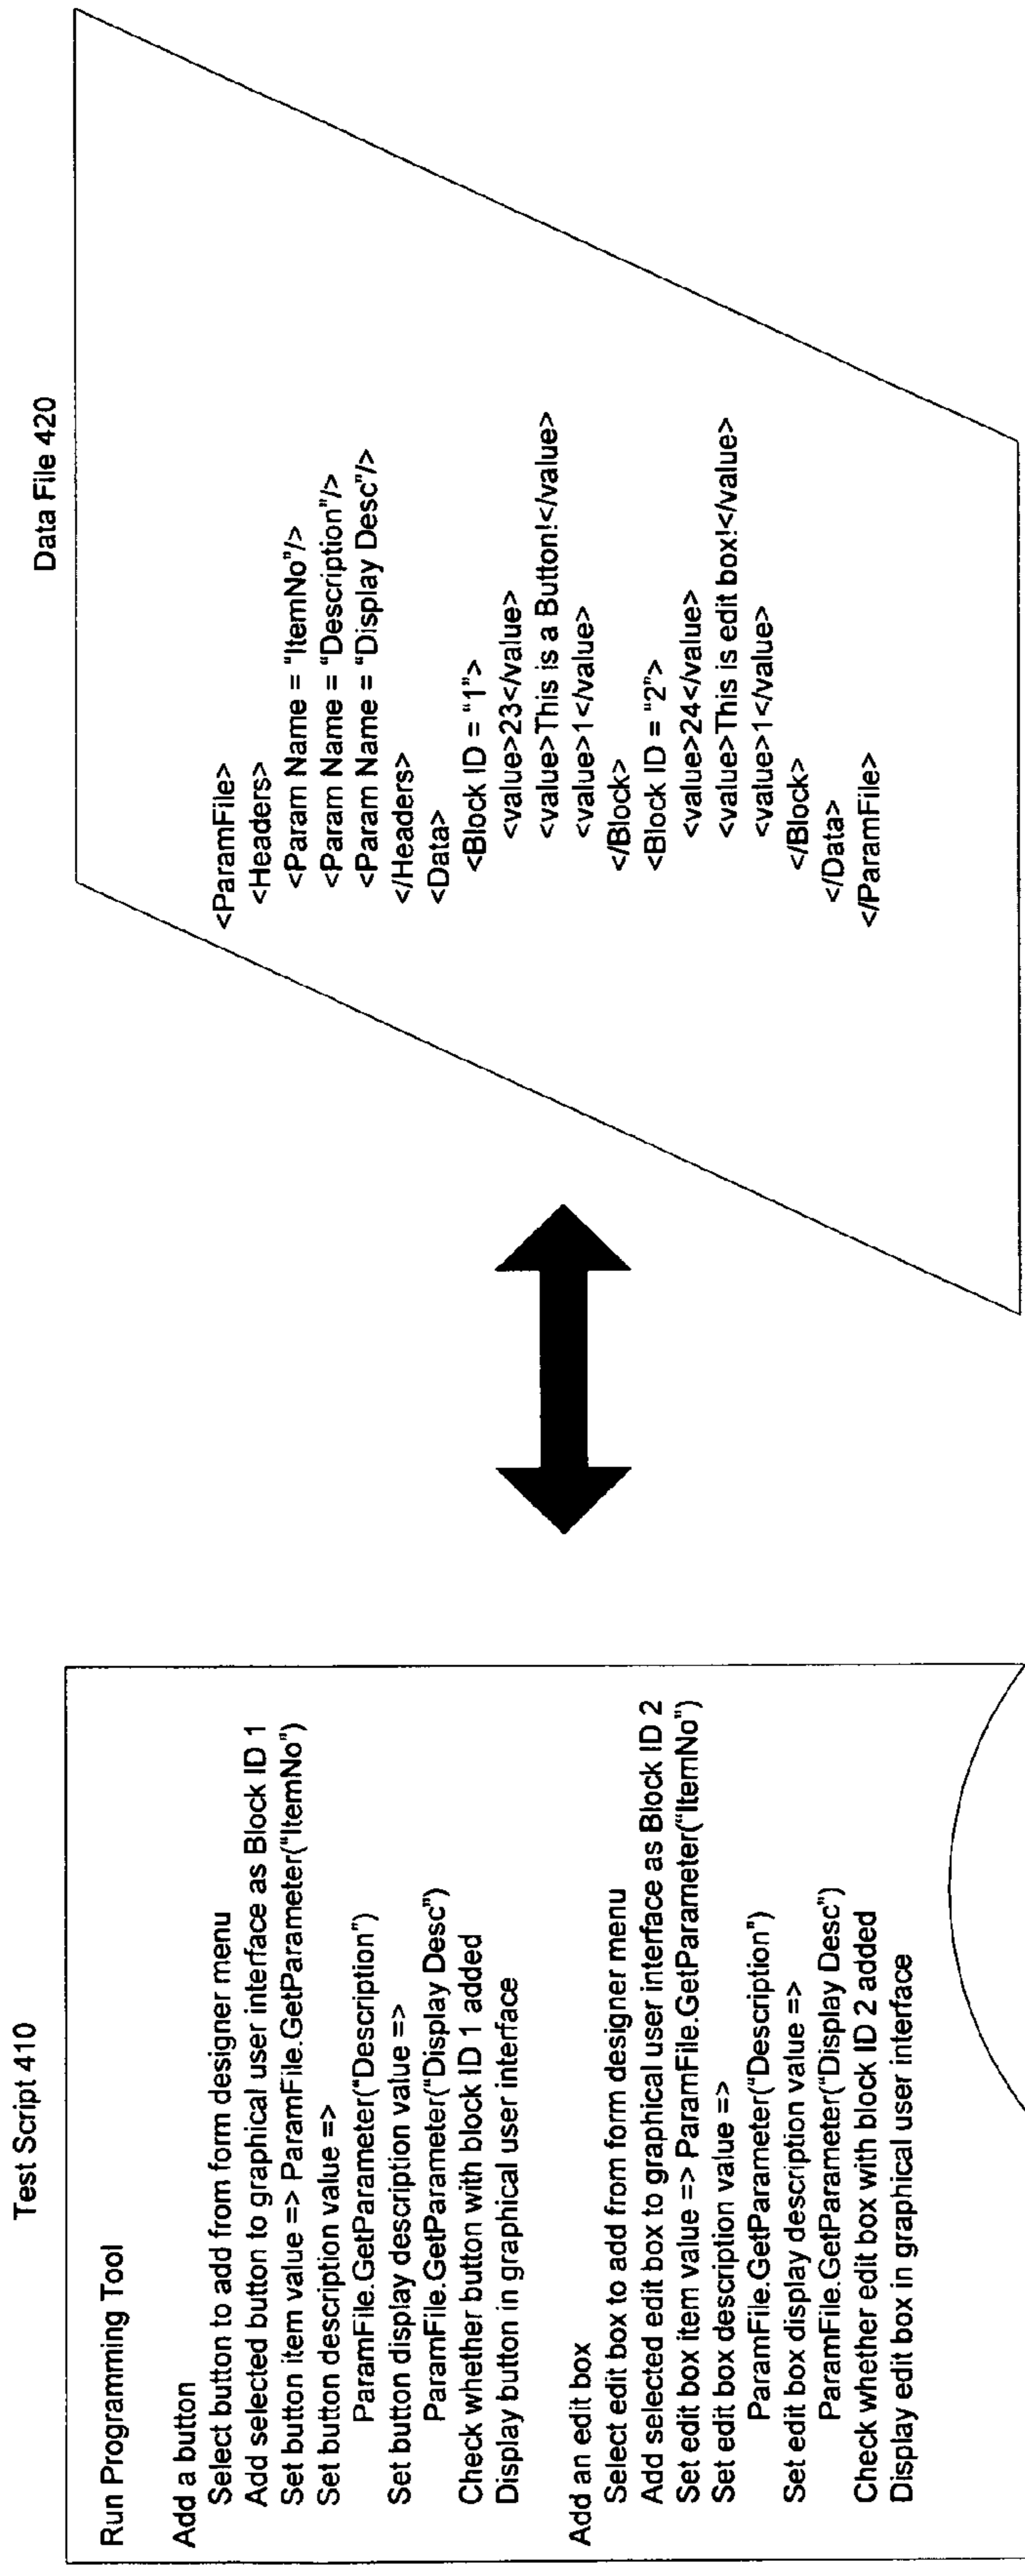 Test Script 410
Run Programming Tool
Add a button
Select button to add from form designer menu
Add selected button to graphical user interface as Block ID 1
Set button item value => ParamFile.GetParameter("ItemNo")
Set button description value =>
ParamFile.GetParameter("Description")
Set button display description value =>
ParamFile.GetParameter("Display Desc")
Check whether button with block ID 1 added
Display button in graphical user interface
Add an edit box
Select edit box to add from form designer menu
Add selected edit box to graphical user interface as Block ID 2
Set edit box item value => ParamFile.GetParameter("ItemNo")
Set edit box description value =>
ParamFile.GetParameter("Description")
Set edit box display description value =>
ParamFile.GetParameter("Display Desc")
Check whether edit box with block ID 2 added
Display edit box in graphical user interface
Data File 420
<ParamFile>
<Headers>
<Param Name = "ItemNo"/>
<Param Name = "Description"/>
<Param Name = "Display Desc"/>
</Headers>
<Data>
<Block ID = "1">
<value>23</value>
<value>This is a Button!</value>
<value>1</value>
</Block>
<Block ID = "2">
<value>24</value>
<value>This is edit box!</value>
<value>1</value>
</Block>
</Data>
</ParamFile>